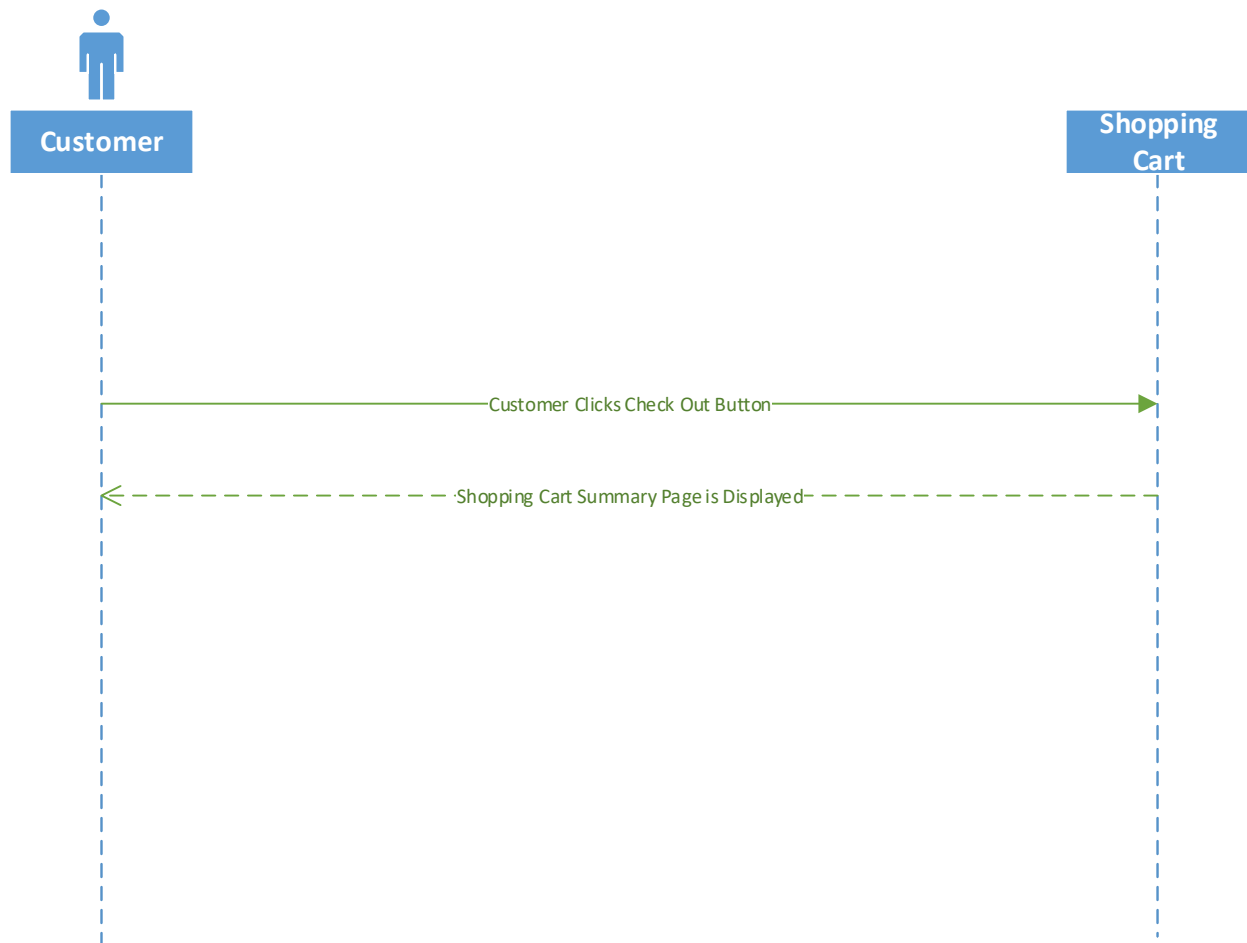 Customer
Shopping
Cart
Customer Clicks Check Out Button
Shopping Cart Summary Page is Displayed